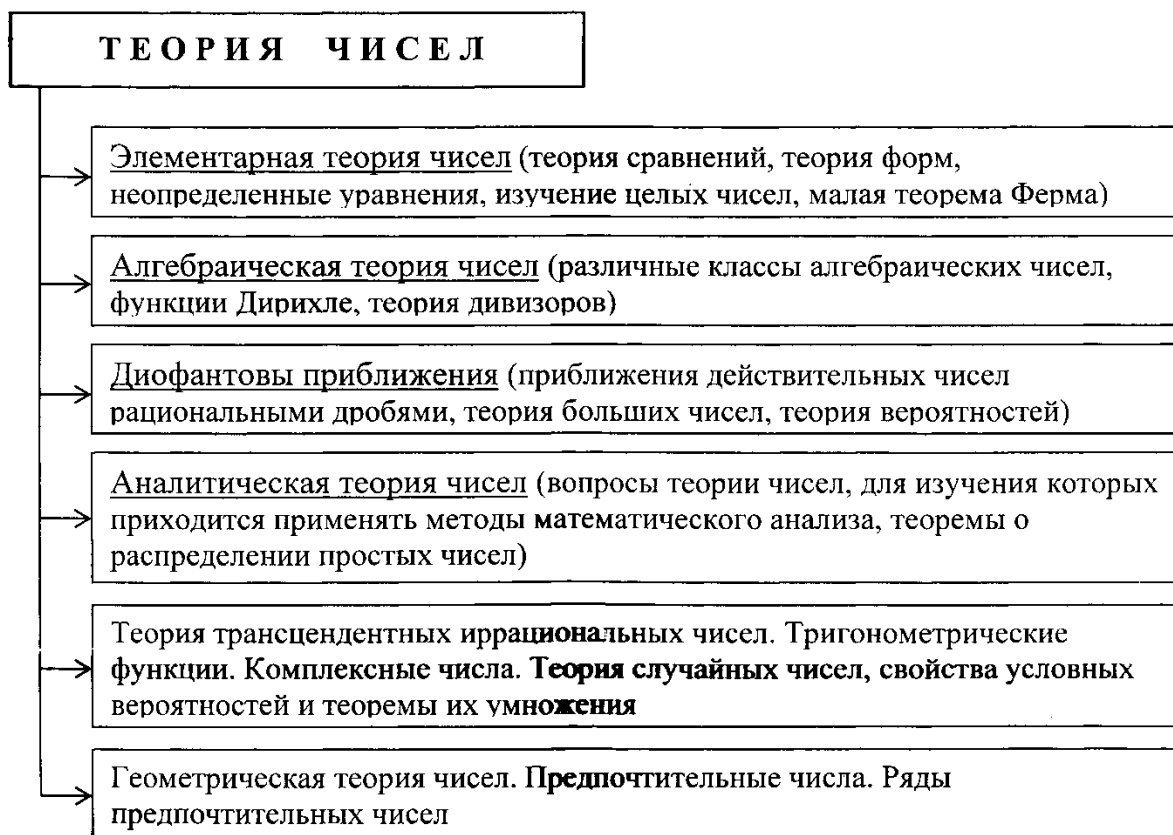 ТЕОРИЯ ЧИСЕЛ
Элементарная теория чисел (теория сравнений, теория форм,
неопределенные уравнения, изучение целых чисел, малая теорема Ферма)
Алгебраическая теория чисел (различные классы алгебраических чисел,
функции Дирихле, теория дивизоров)
Диофантовы приближения (приближения действительных чисел
рациональными дробями, теория больших чисел, теория вероятностей)
Аналитическая теория чисел (вопросы теории чисел, для изучения которых
приходится применять методы математического анализа, теоремы о
распределении простых чисел)
Теория трансцендентных иррациональных чисел. Тригонометрические
функции. Комплексные числа. Теория случайных чисел, свойства условных
вероятностей и теоремы их умножения
Геометрическая теория чисел. Предпочтительные числа. Ряды
предпочтительных чисел